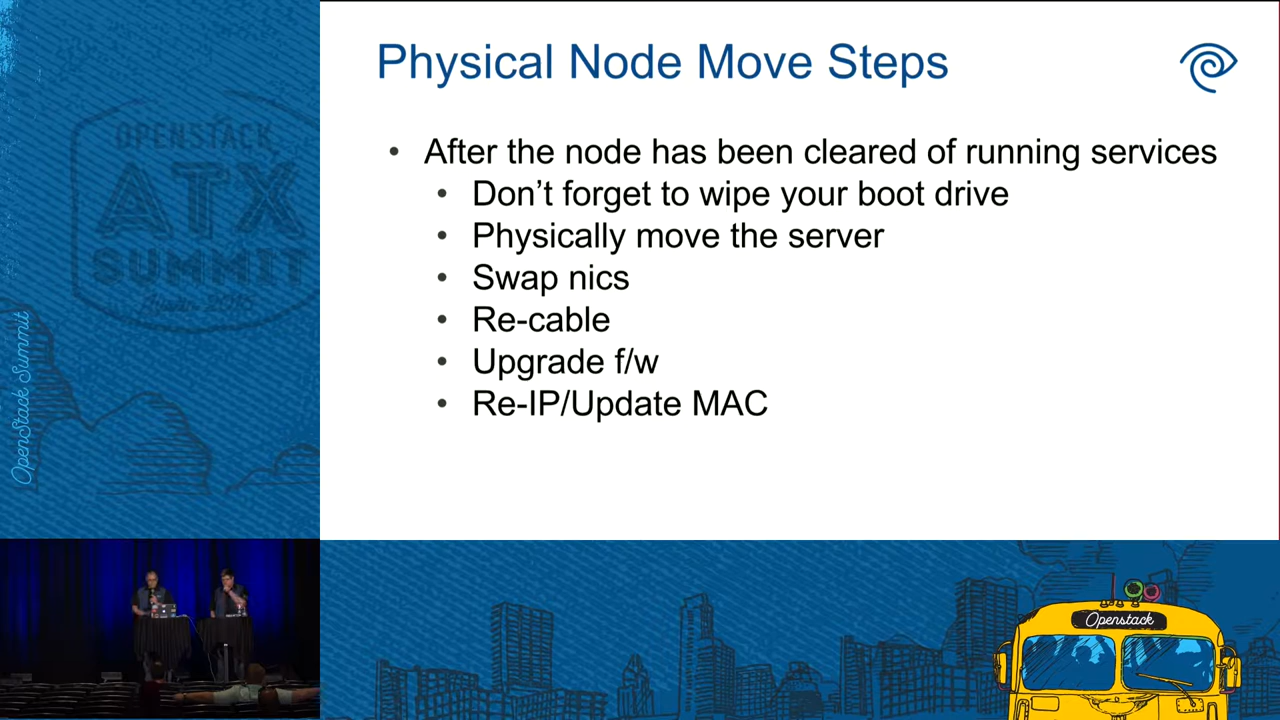 Physical Node Move Steps
• After the node has been cleared of running services
• Don’t forget to wipe your boot drive
• Physically move the server
• Swap nics
• Re-cable
• Upgrade f/w
• Re-IP/Update MAC
OPENSTACK
ATX
SUMMIT
Austin 2016
OpenStack Summit
Openstack